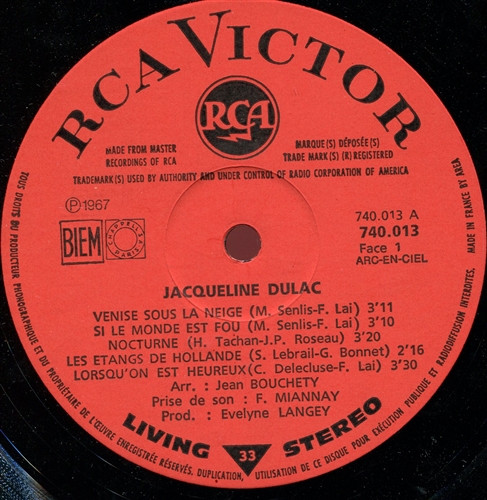 RCA VICTOR
RCA
MADE FROM MASTER
RECORDINGS OF RCA
MARQUE(S) DÉPOSÉE(S)
TRADE MARK(S) (R) REGISTERED
TRADEMARK(S) USED BY AUTHORITY AND UNDER CONTROL OF RADIO CORPORATION OF AMERICA
Ⓟ1967
BIEM
CHAPPELL
PARIS
740.013 A
740.013
Face 1
ARC-EN-CIEL
JACQUELINE DULAC
VENISE SOUS LA NEIGE (M. Senlis-F. Lai) 3'11
SI LE MONDE EST FOU (M. Senlis-F. Lai) 3'10
NOCTURNE (H. Tachan-J.P. Roseau) 3'20
LES ETANGS DE HOLLANDE (S. Lebrail-G. Bonnet) 2'16
LORSQU'ON EST HEUREUX(C. Delecluse-F. Lai) 3'30
Arr. : Jean BOUCHETY
Prise de son : F. MIANNAY
Prod. : Evelyne LANGEY
LIVING 33 STEREO
TOUS DROITS DU PRODUCTEUR PHONOGRAPHIQUE ET DU PROPRIÉTAIRE DE L'ŒUVRE ENREGISTRÉE RÉSERVÉS. DUPLICATION, UTILISATION DE CE DISQUE POUR EXÉCUTION PUBLIQUE ET RADIODIFFUSION INTERDITES.
MADE IN FRANCE BY AREA